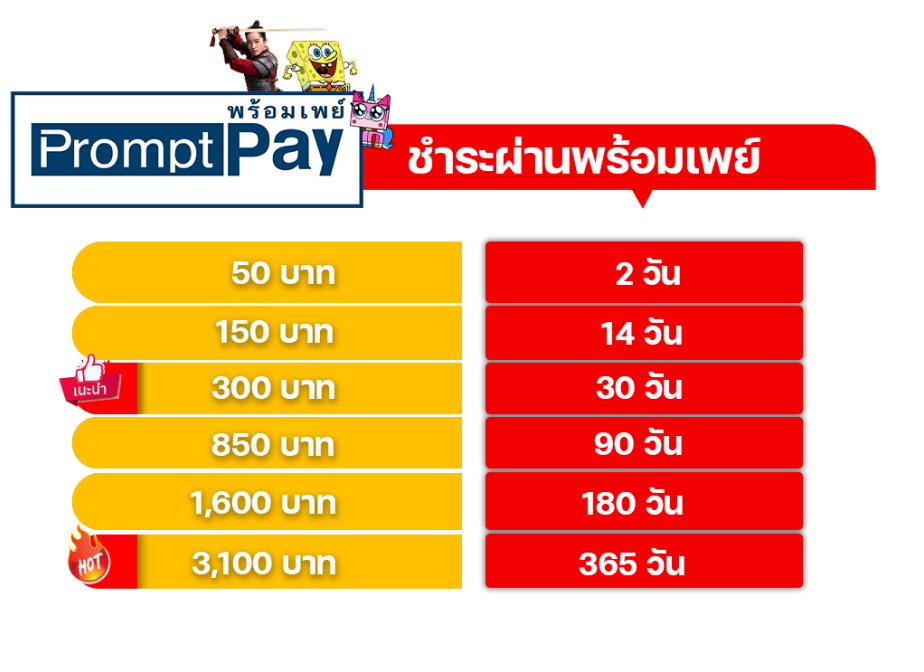 พร้อมเพย์
PromptPay
ชำระผ่านพร้อมเพย์
50 บาท 2 วัน
150 บาท 14 วัน
แนะนำ 300 บาท 30 วัน
850 บาท 90 วัน
1,600 บาท 180 วัน
HOT 3,100 บาท 365 วัน